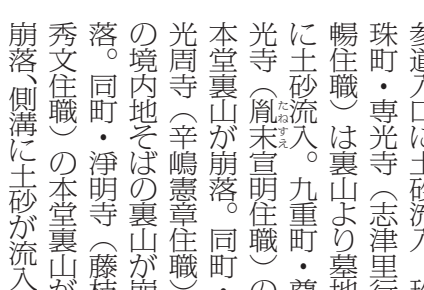 参道入口に土砂流入。玖
珠町・専光寺（志津里行
暢住職）は裏山より墓地
に土砂流入。九重町・尊
光寺（胤末宣明住職）の
本堂裏山が崩落。同町・
光周寺（辛嶋憲章住職）
の境内地そばの裏山が崩
落。同町・淨明寺（藤枝
秀文住職）の本堂裏山が
崩落、側溝に土砂が流入